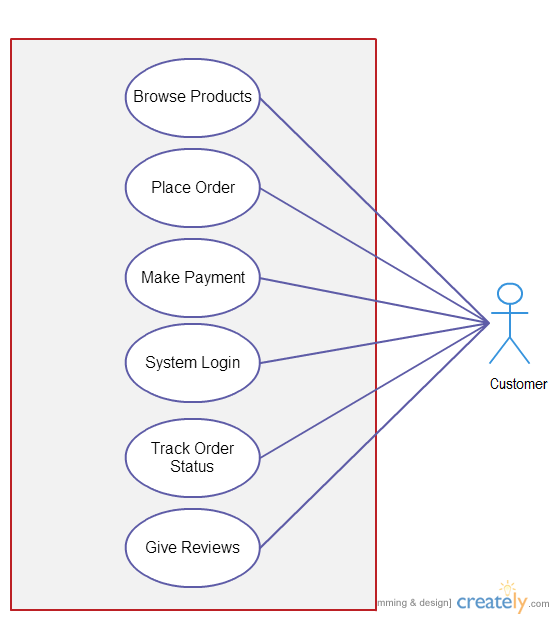 Browse Products
Place Order
Make Payment
System Login
Track Order
Status
Give Reviews
Customer
mming & design] creately.com